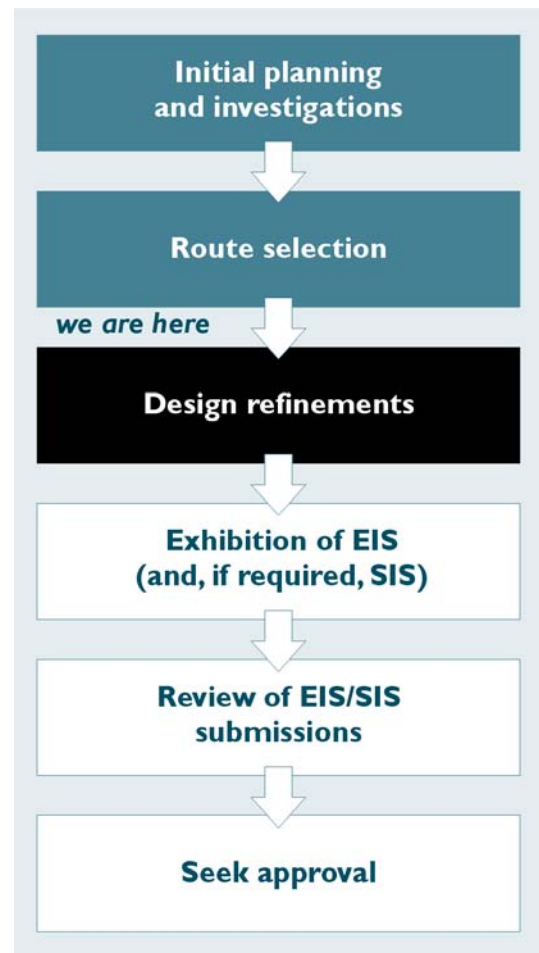 Initial planning
and investigations
Route selection
we are here
Design refinements
Exhibition of EIS
(and, if required, SIS)
Review of EIS/SIS
submissions
Seek approval